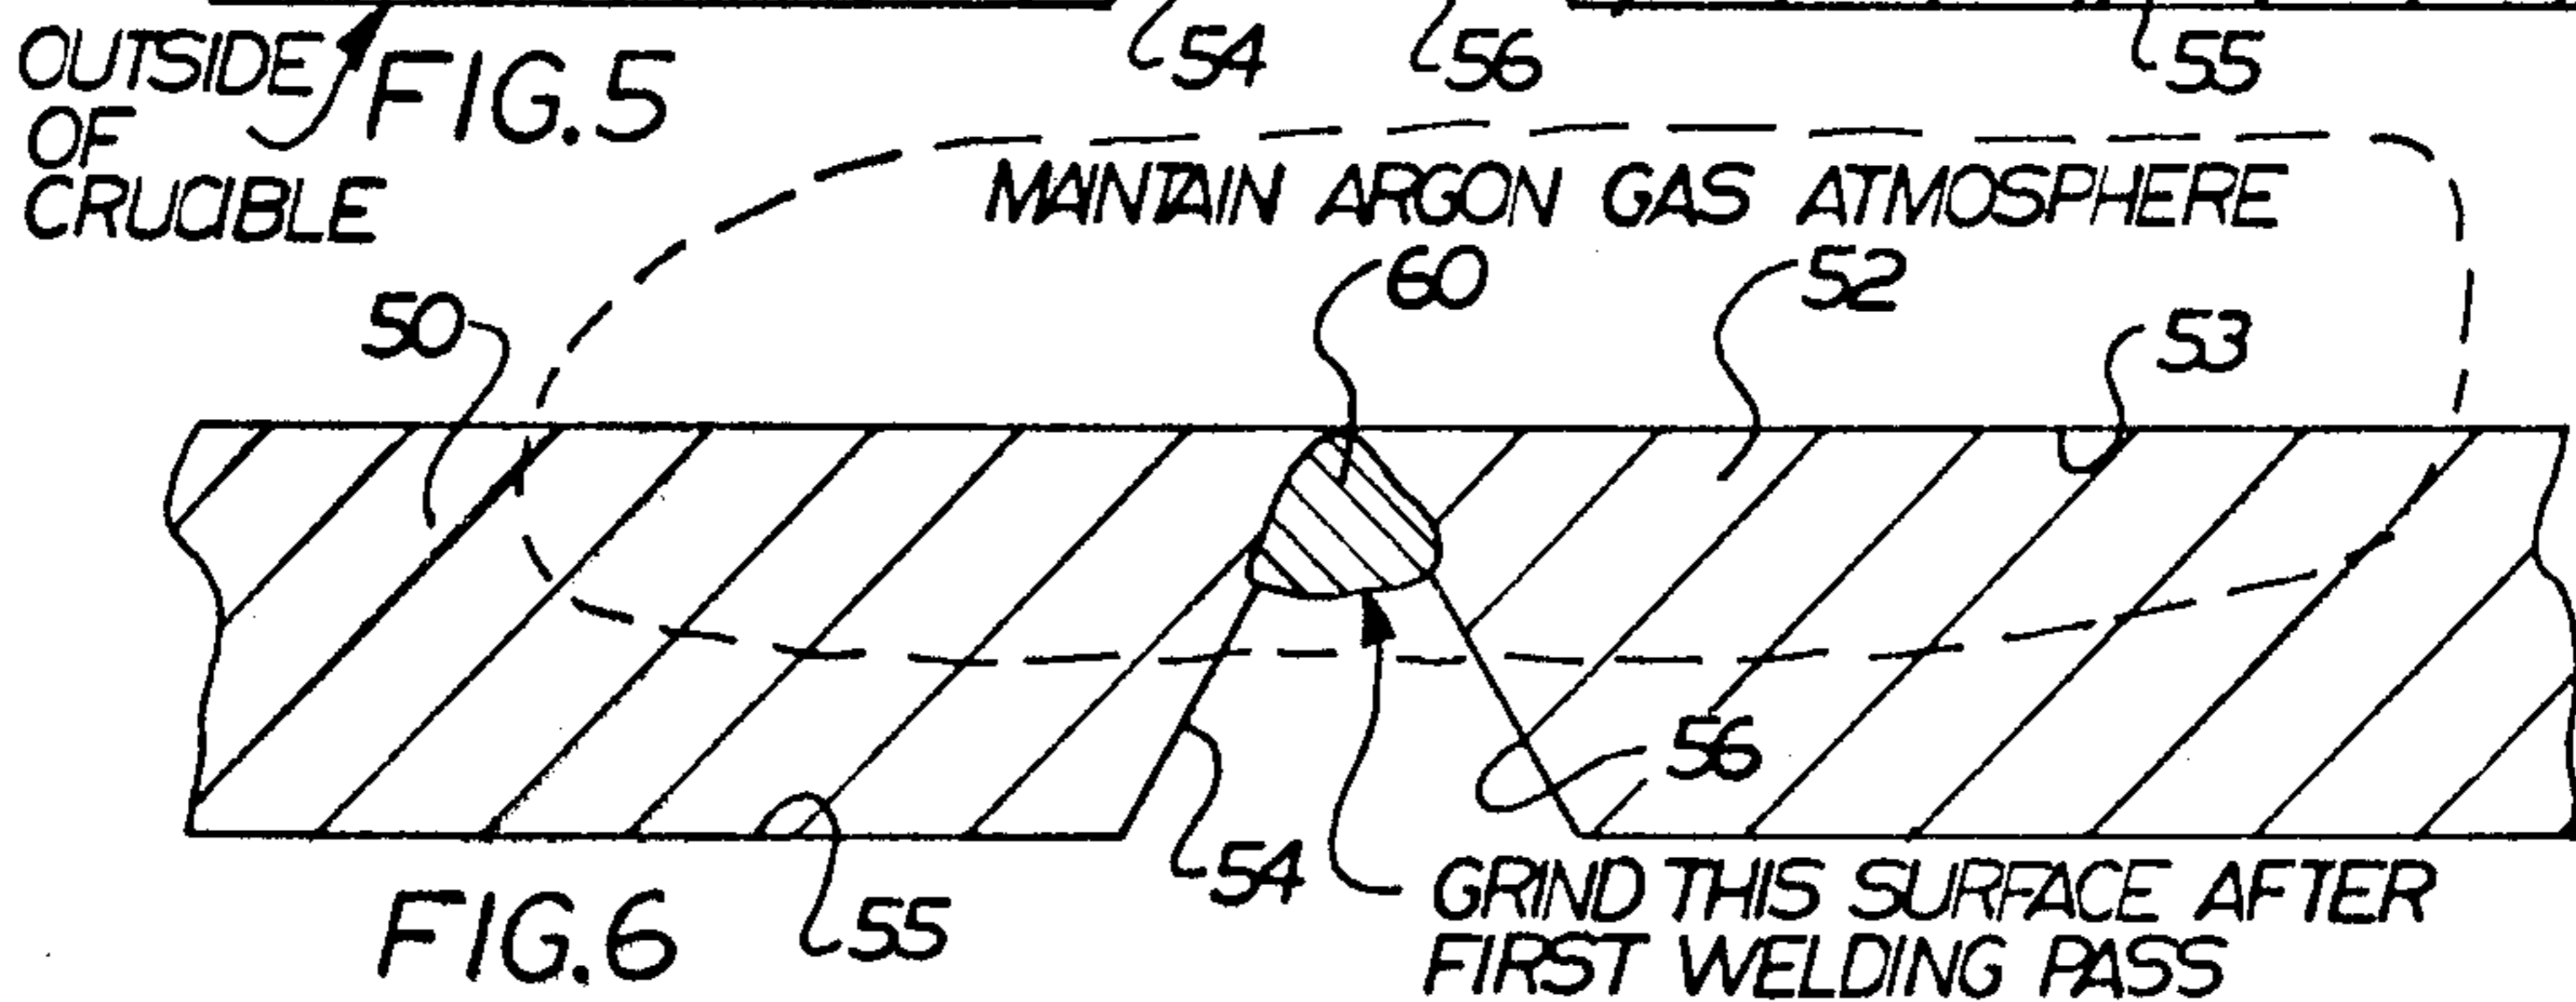 54 56 55
OUTSIDE
OF
CRUCIBLE
FIG.5
MAINTAIN ARGON GAS ATMOSPHERE
60 52
50 53
56
54
55
GRIND THIS SURFACE AFTER
FIRST WELDING PASS
FIG.6